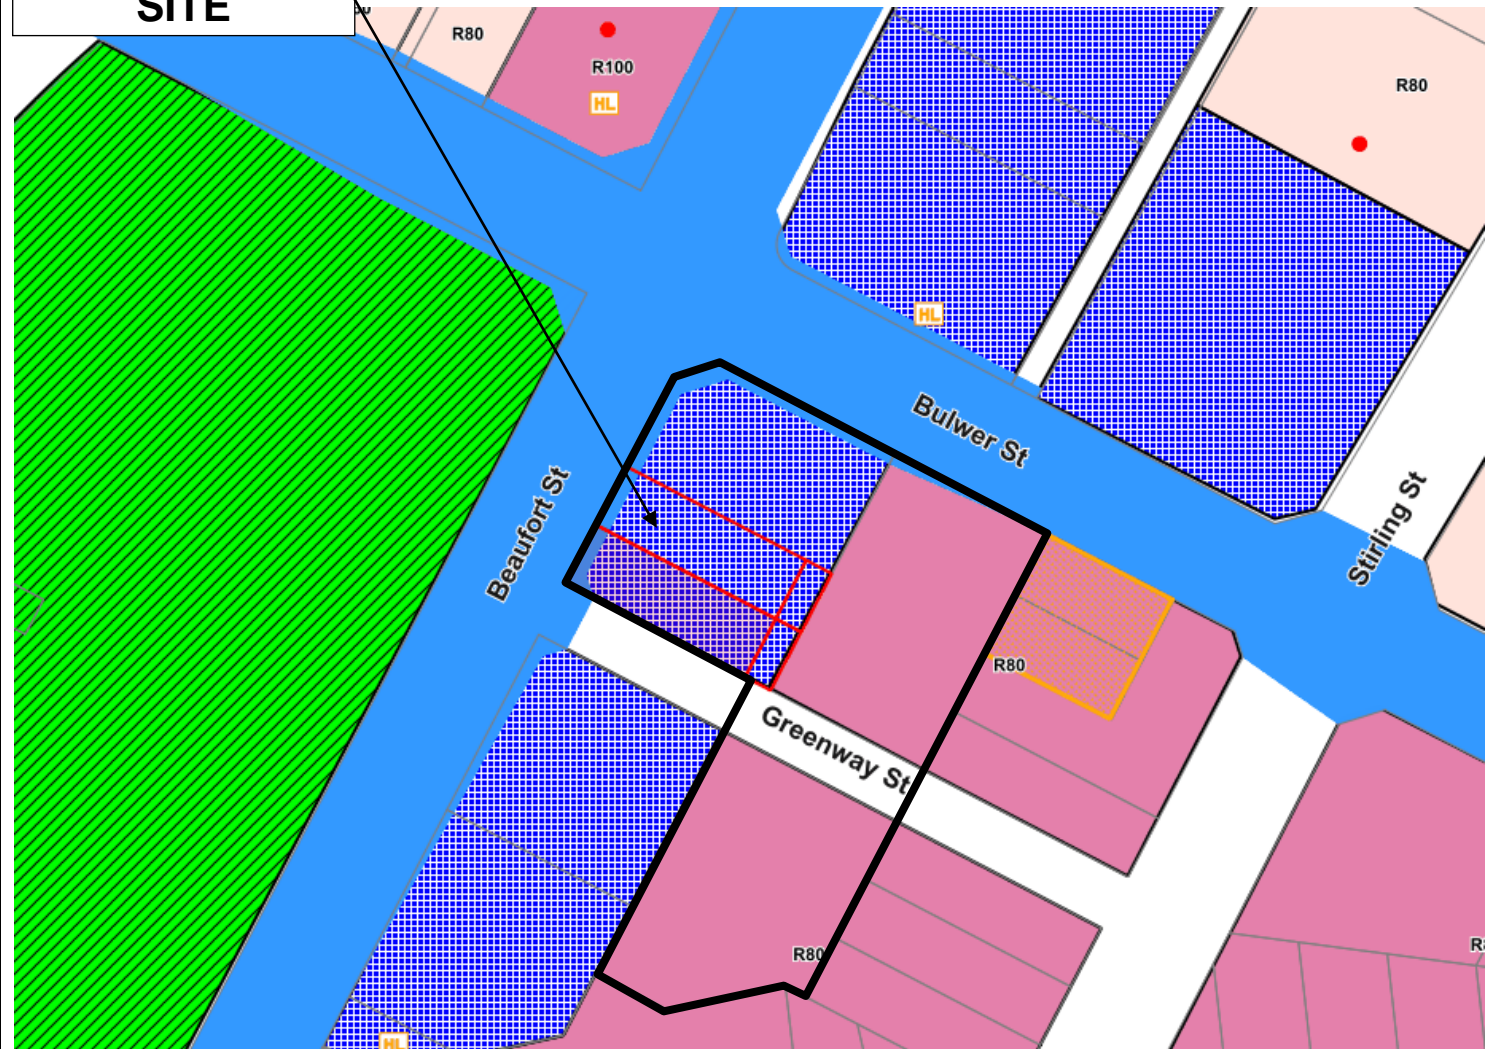 SITE
R80
R100
HL
R80
HL
Bulwer St
Beaufort St
Stirling St
R80
Greenway St
R80
HL